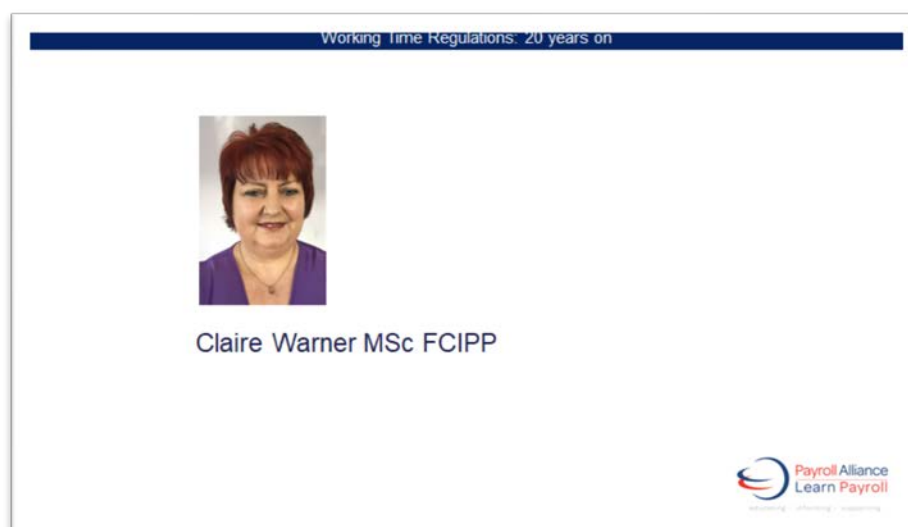 Working Time Regulations: 20 years on
Claire Warner MSc FCIPP
Payroll Alliance
Learn Payroll